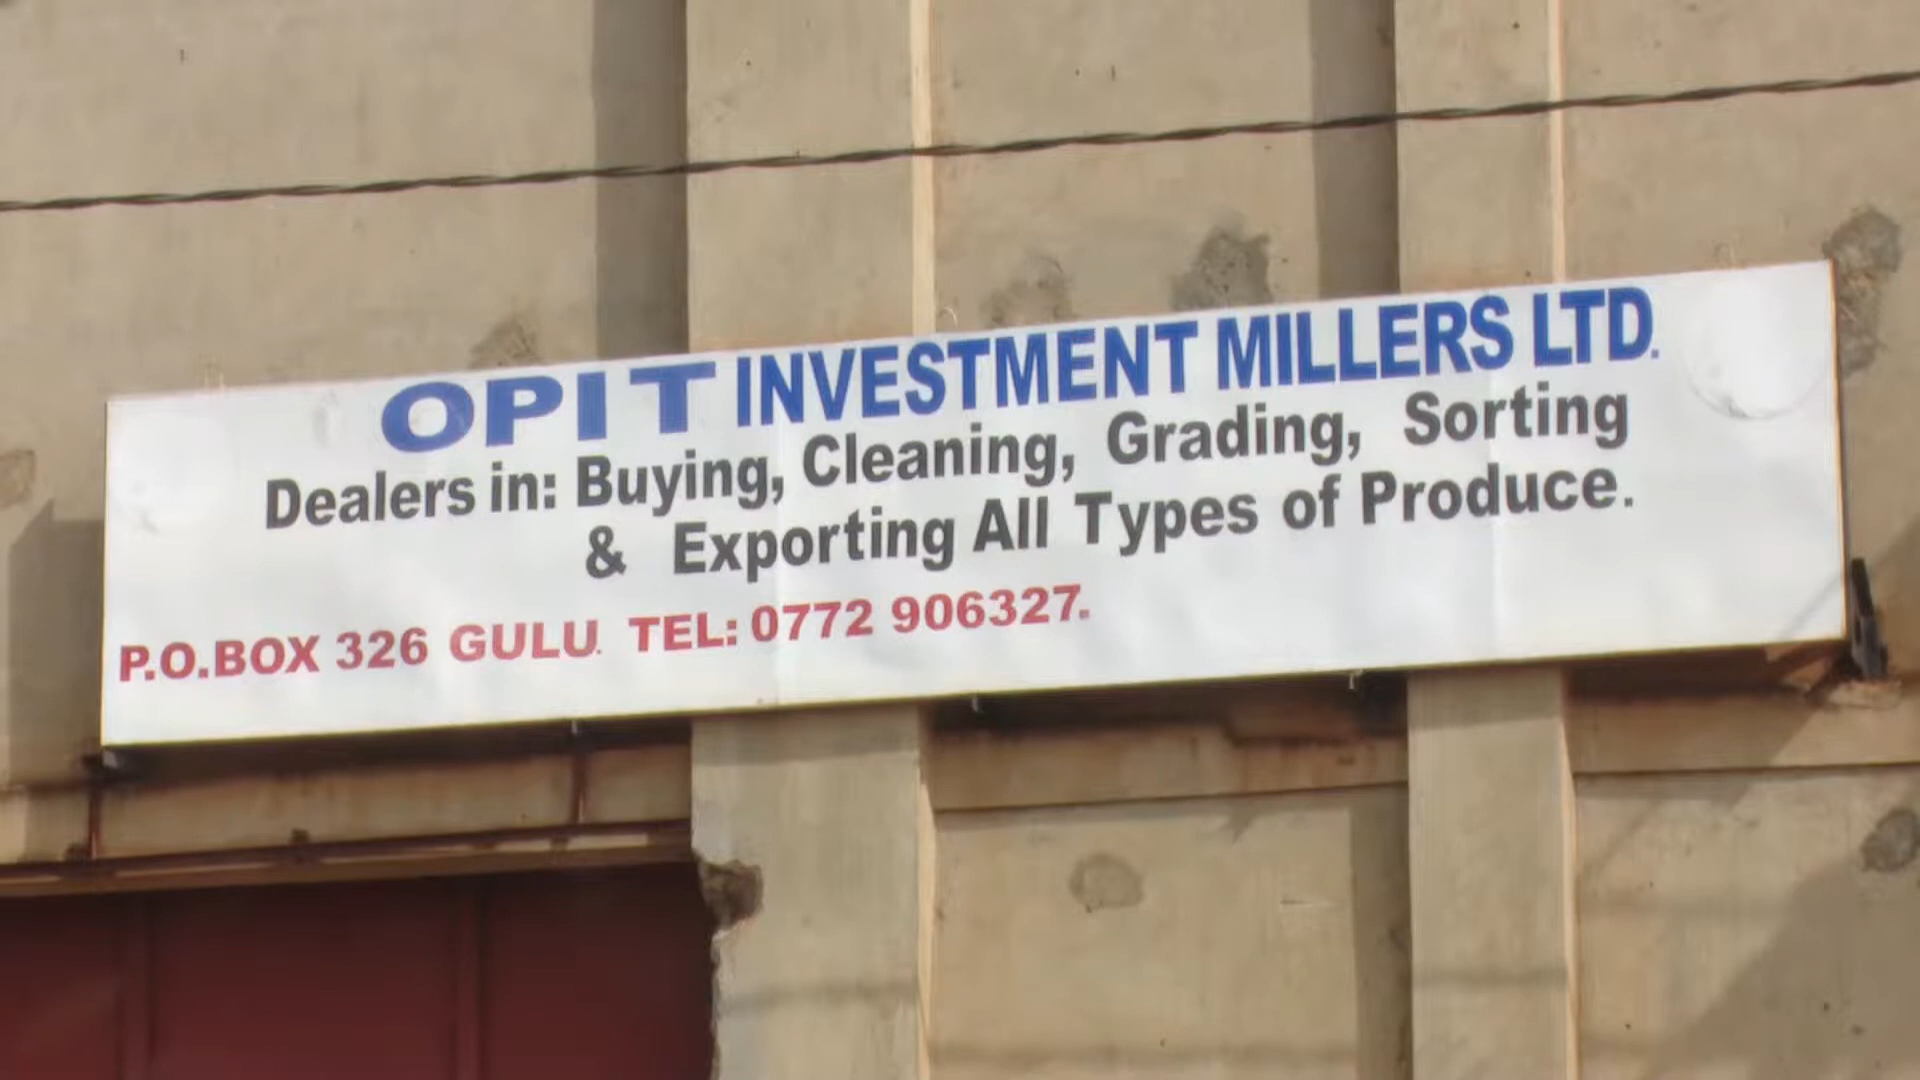 OPIT INVESTMENT MILLERS LTD.
Dealers in: Buying, Cleaning, Grading, Sorting
& Exporting All Types of Produce.
P.O.BOX 326 GULU. TEL: 0772 906327.